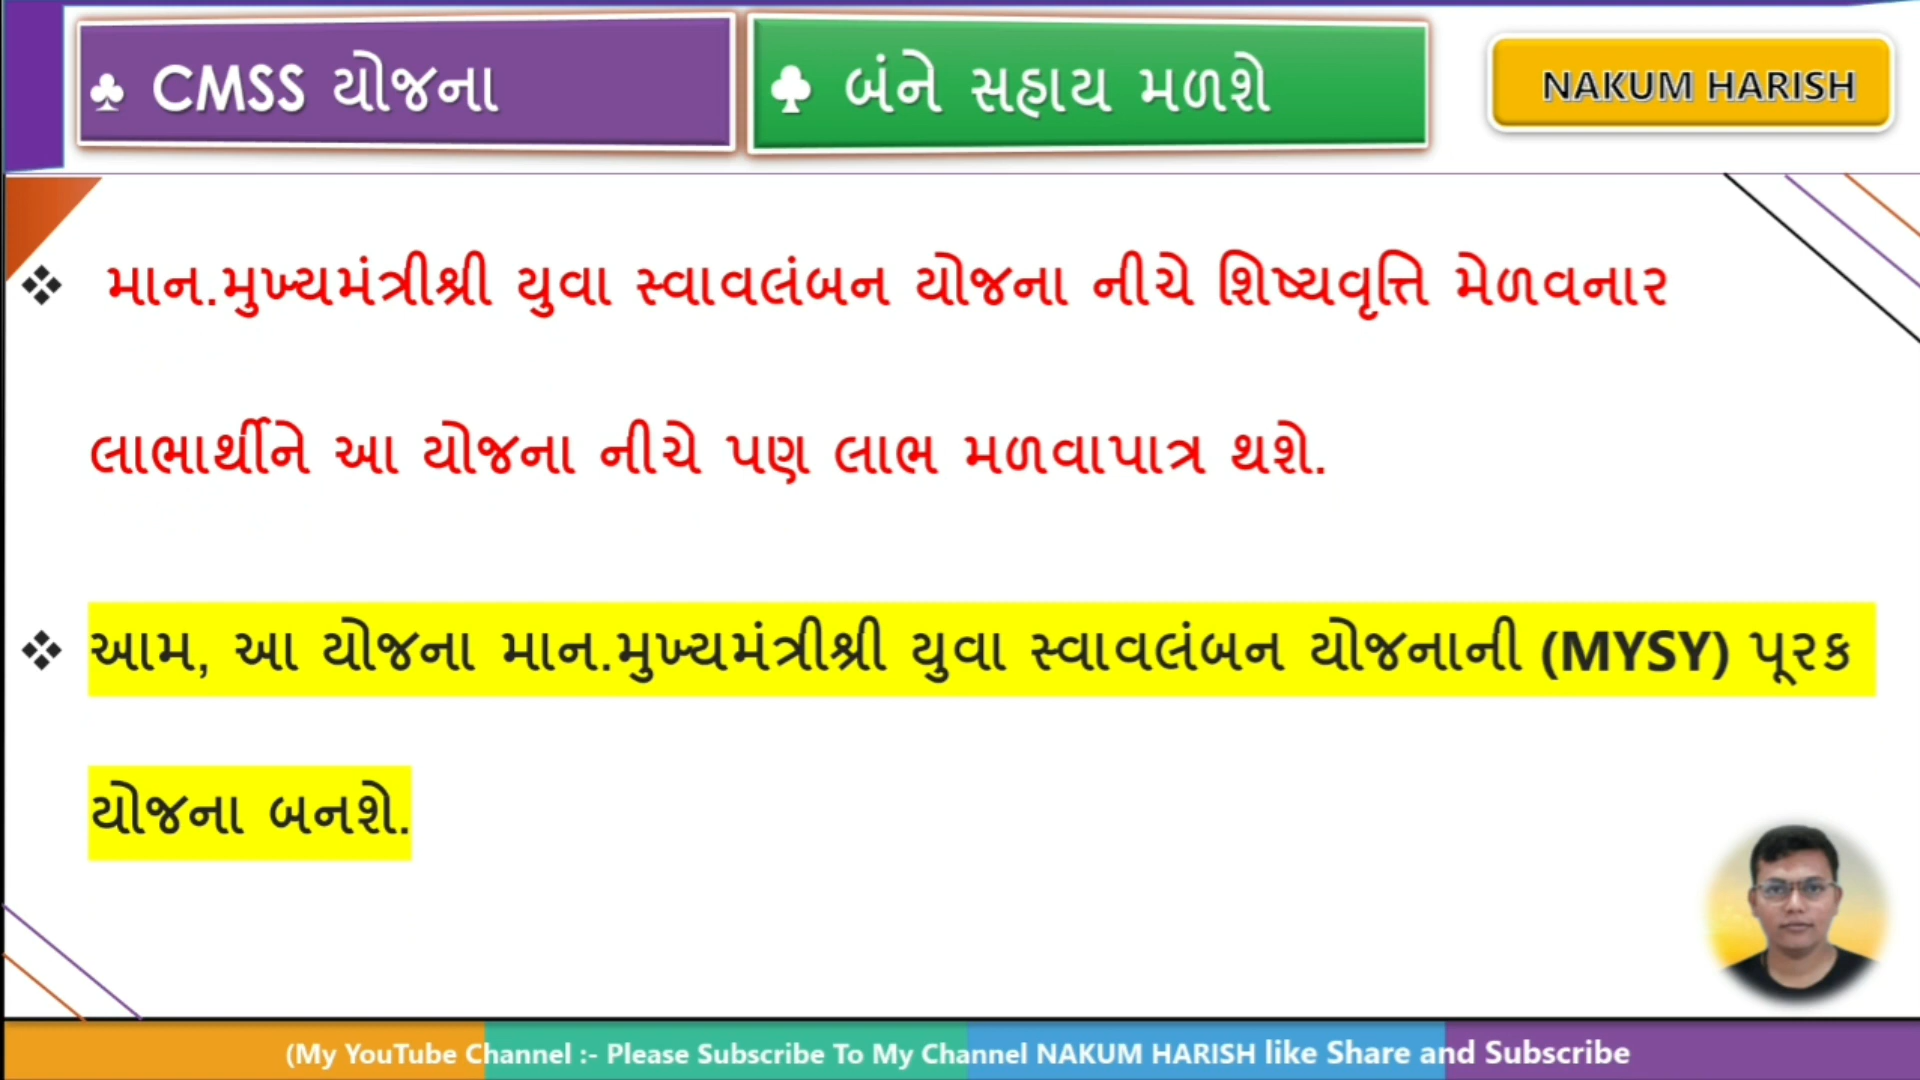 ♣ CMSS યોજના
♣ બંને સહાય મળશે
NAKUM HARISH
❖ માન.મુખ્યમંત્રીશ્રી યુવા સ્વાવલંબન યોજના નીચે શિષ્યવૃત્તિ મેળવનાર
લાભાર્થીને આ યોજના નીચે પણ લાભ મળવાપાત્ર થશે.
❖ આમ, આ યોજના માન.મુખ્યમંત્રીશ્રી યુવા સ્વાવલંબન યોજનાની (MYSY) પૂરક
યોજના બનશે.
(My YouTube Channel :- Please Subscribe To My Channel NAKUM HARISH like Share and Subscribe